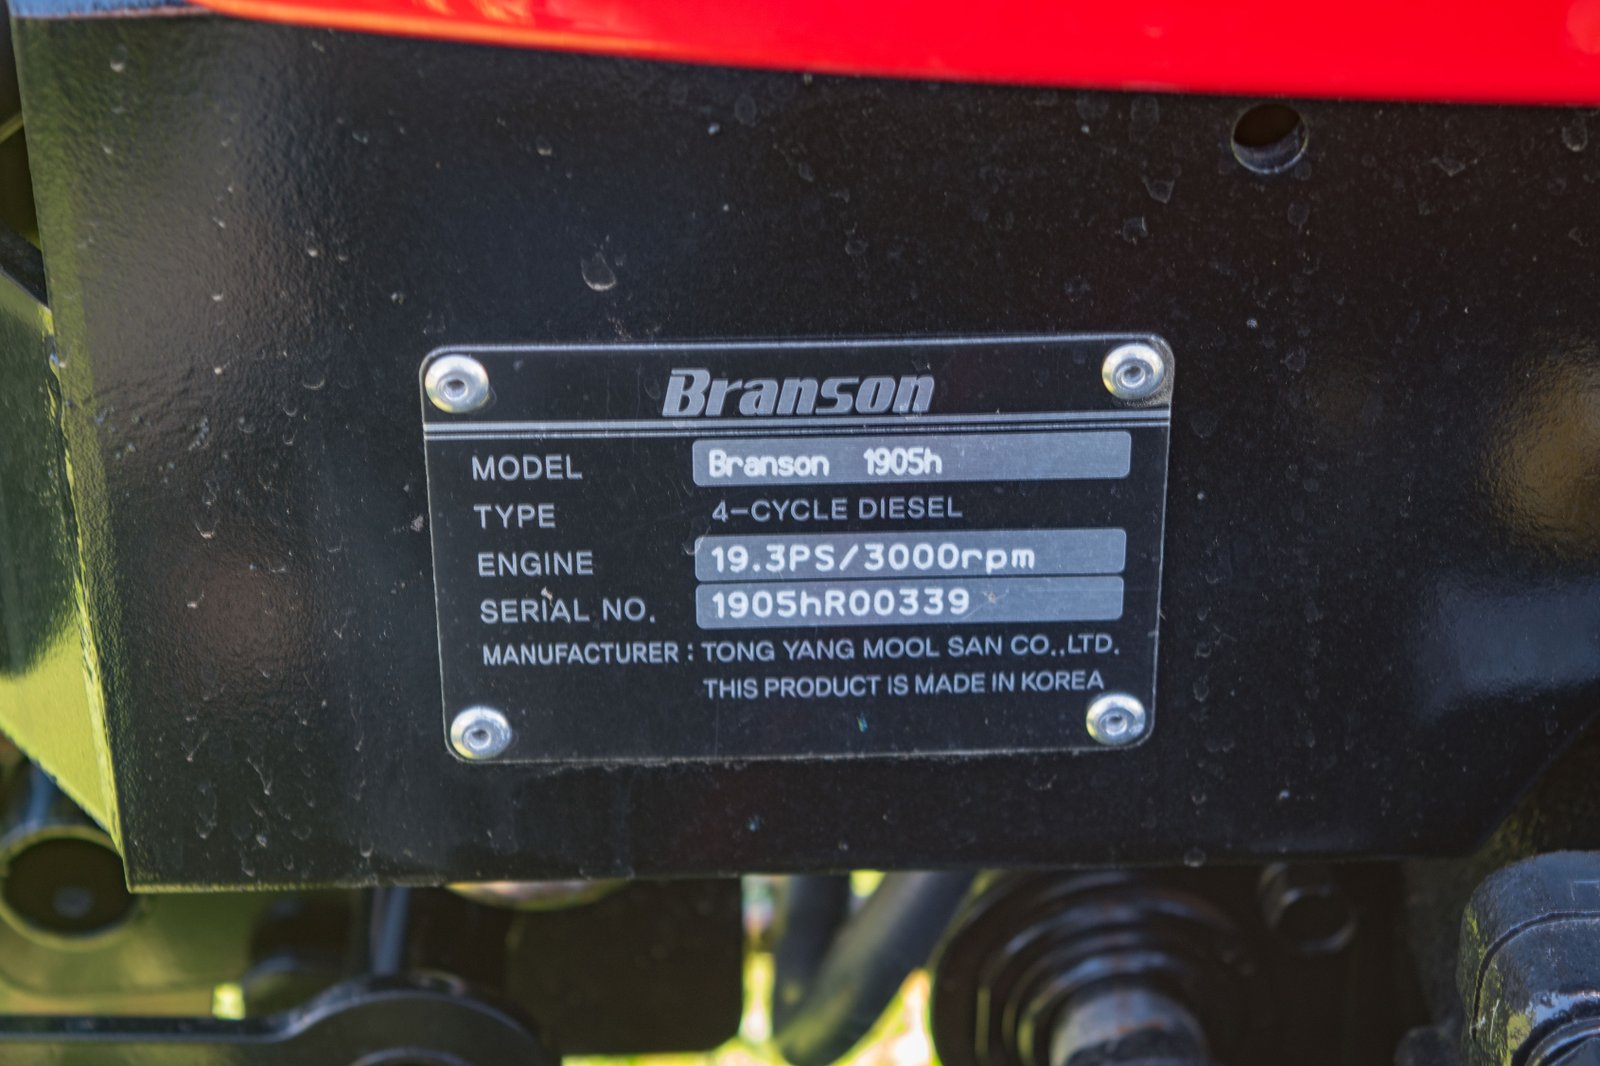 Branson
MODEL Branson 1905h
TYPE 4-CYCLE DIESEL
ENGINE 19.3PS/3000rpm
SERIAL NO. 1905hR00339
MANUFACTURER : TONG YANG MOOL SAN CO.,LTD.
THIS PRODUCT IS MADE IN KOREA